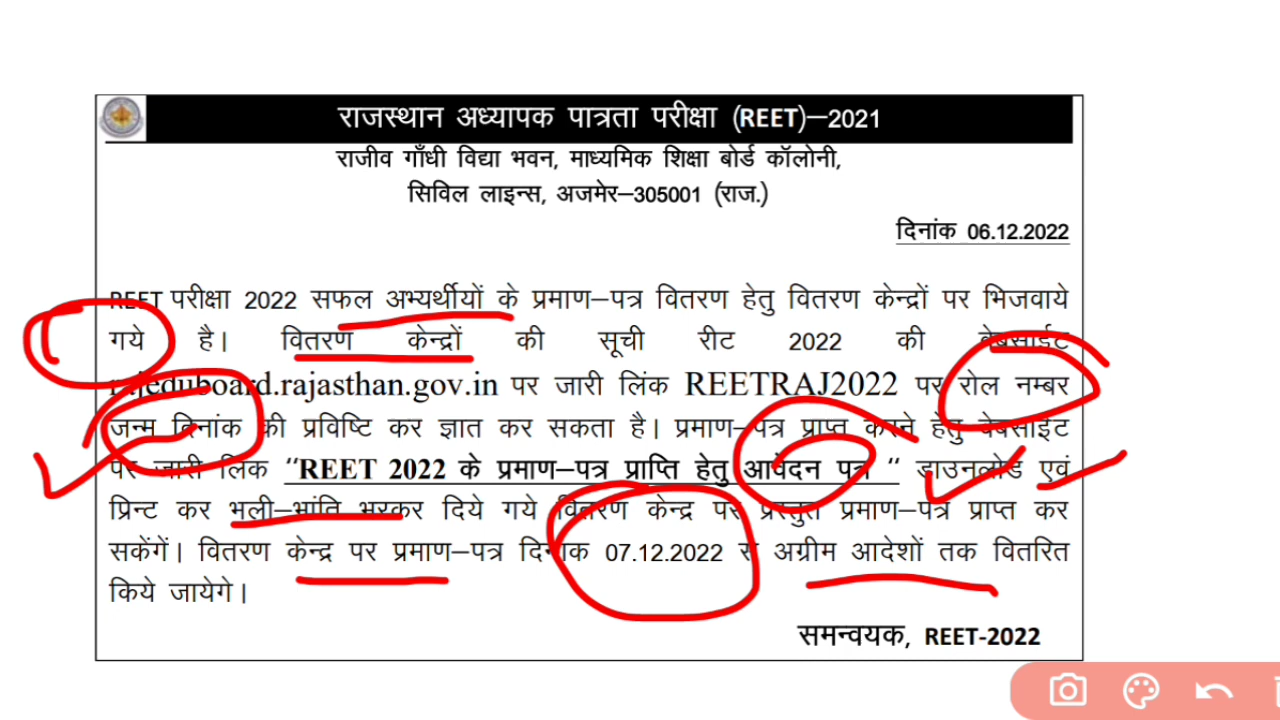 राजस्थान अध्यापक पात्रता परीक्षा (REET)–2021
राजीव गाँधी विद्या भवन, माध्यमिक शिक्षा बोर्ड कॉलोनी,
सिविल लाइन्स, अजमेर–305001 (राज.)
दिनांक 06.12.2022
REET परीक्षा 2022 सफल अभ्यर्थीयों के प्रमाण–पत्र वितरण हेतु वितरण केन्द्रों पर भिजवाये
गये है। वितरण केन्द्रों की सूची रीट 2022 की वेबसाईट
rajeduboard.rajasthan.gov.in पर जारी लिंक REETRAJ2022 पर रोल नम्बर
जन्म दिनांक की प्रविष्टि कर ज्ञात कर सकता है। प्रमाण–पत्र प्राप्त करने हेतु वेबसाईट
पर जारी लिंक "REET 2022 के प्रमाण–पत्र प्राप्ति हेतु आवेदन पत्र " डाउनलोड एवं
प्रिन्ट कर भली–भांति भरकर दिये गये वितरण केन्द्र पर प्रस्तुत प्रमाण–पत्र प्राप्त कर
सकेंगें। वितरण केन्द्र पर प्रमाण–पत्र दिनांक 07.12.2022 से अग्रीम आदेशों तक वितरित
किये जायेगे।
समन्वयक, REET-2022